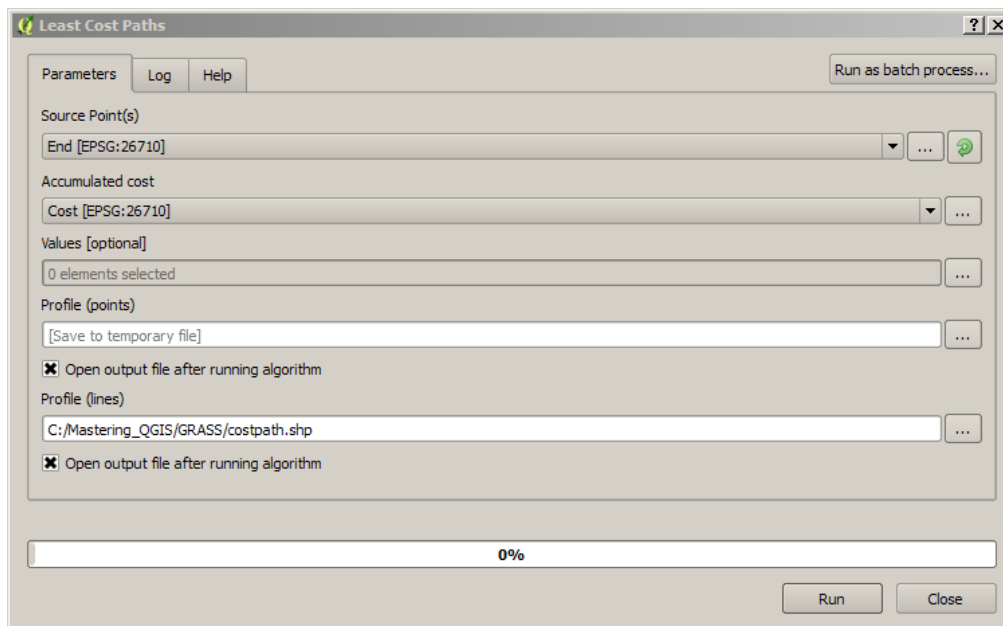 Least Cost Paths
Parameters
Log
Help
Run as batch process...
Source Point(s)
End [EPSG:26710]
...
Accumulated cost
Cost [EPSG:26710]
...
Values [optional]
0 elements selected
...
Profile (points)
[Save to temporary file]
...
Open output file after running algorithm
Profile (lines)
C:/Mastering_QGIS/GRASS/costpath.shp
...
Open output file after running algorithm
0%
Run
Close